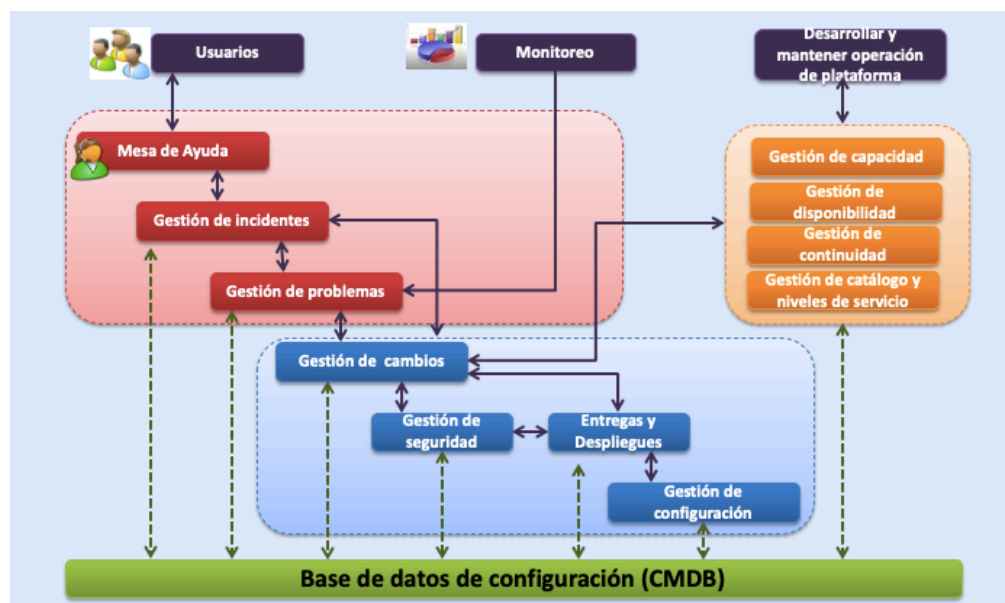 Usuarios
Monitoreo
Desarrollar y
mantener operación
de plataforma
Mesa de Ayuda
Gestión de incidentes
Gestión de problemas
Gestión de capacidad
Gestión de
disponibilidad
Gestión de
continuidad
Gestión de catálogo y
niveles de servicio
Gestión de cambios
Gestión de
seguridad
Entregas y
Despliegues
Gestión de
configuración
Base de datos de configuración (CMDB)